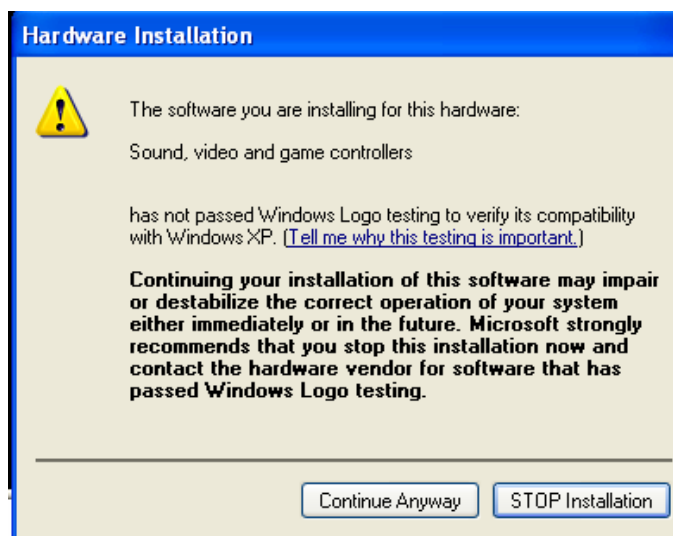 Hardware Installation
The software you are installing for this hardware:
Sound, video and game controllers
has not passed Windows Logo testing to verify its compatibility
with Windows XP. (Tell me why this testing is important.)
Continuing your installation of this software may impair
or destabilize the correct operation of your system
either immediately or in the future. Microsoft strongly
recommends that you stop this installation now and
contact the hardware vendor for software that has
passed Windows Logo testing.
Continue Anyway
STOP Installation